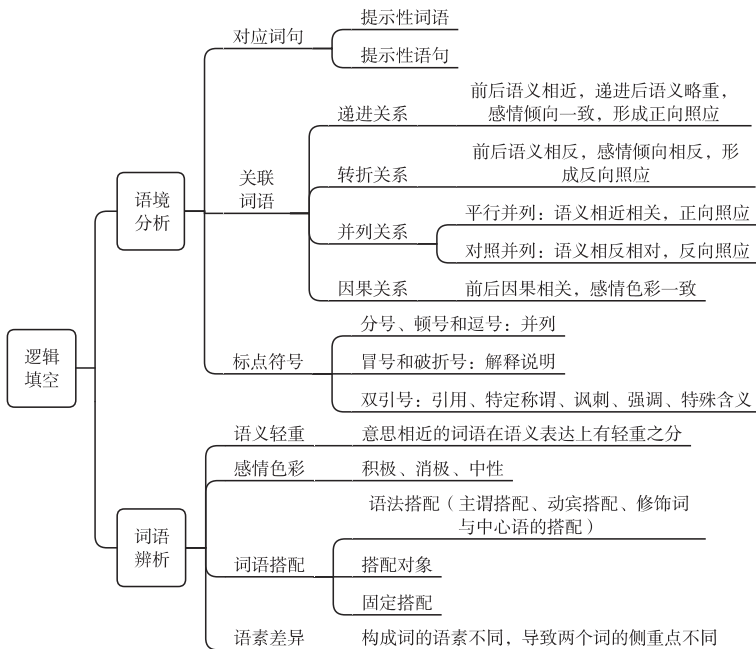 逻辑
填空
语境
分析
对应词句
提示性词语
提示性语句
关联
词语
递进关系
前后语义相近，递进后语义略重，
感情倾向一致，形成正向照应
转折关系
前后语义相反，感情倾向相反，形
成反向照应
并列关系
平行并列：语义相近相关，正向照应
对照并列：语义相反相对，反向照应
因果关系
前后因果相关，感情色彩一致
标点符号
分号、顿号和逗号：并列
冒号和破折号：解释说明
双引号：引用、特定称谓、讽刺、强调、特殊含义
词语
辨析
语义轻重
意思相近的词语在语义表达上有轻重之分
感情色彩
积极、消极、中性
词语搭配
语法搭配（主谓搭配、动宾搭配、修饰词
与中心语的搭配）
搭配对象
固定搭配
语素差异
构成词的语素不同，导致两个词的侧重点不同